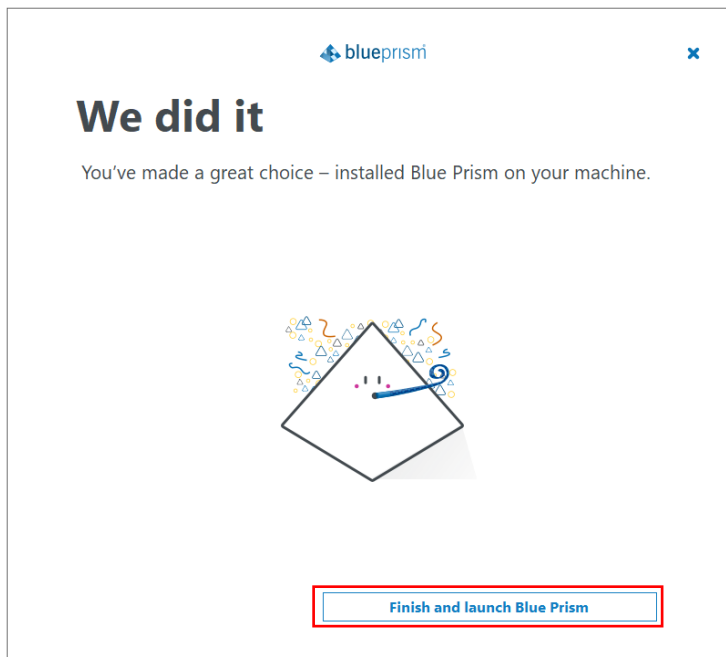 blueprism
We did it
You've made a great choice – installed Blue Prism on your machine.
Finish and launch Blue Prism